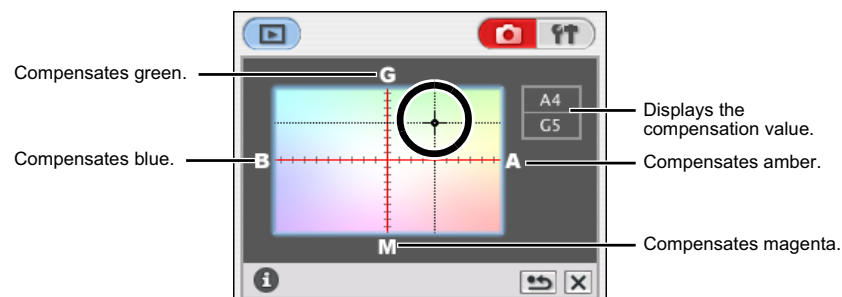 Compensates green.
G
A4
G5
Displays the
compensation value.
Compensates blue.
B
A
Compensates amber.
M
Compensates magenta.